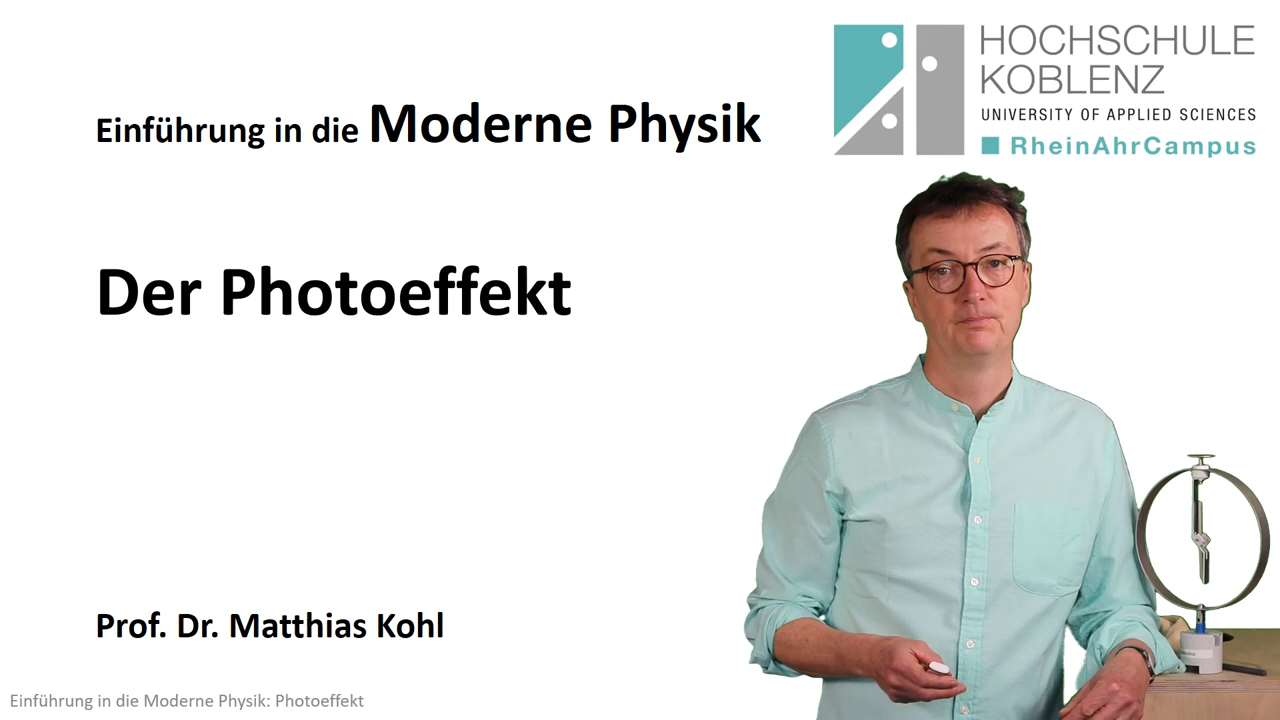 Einführung in die Moderne Physik
HOCHSCHULE
KOBLENZ
UNIVERSITY OF APPLIED SCIENCES
RheinAhrCampus
Der Photoeffekt
Prof. Dr. Matthias Kohl
Einführung in die Moderne Physik: Photoeffekt